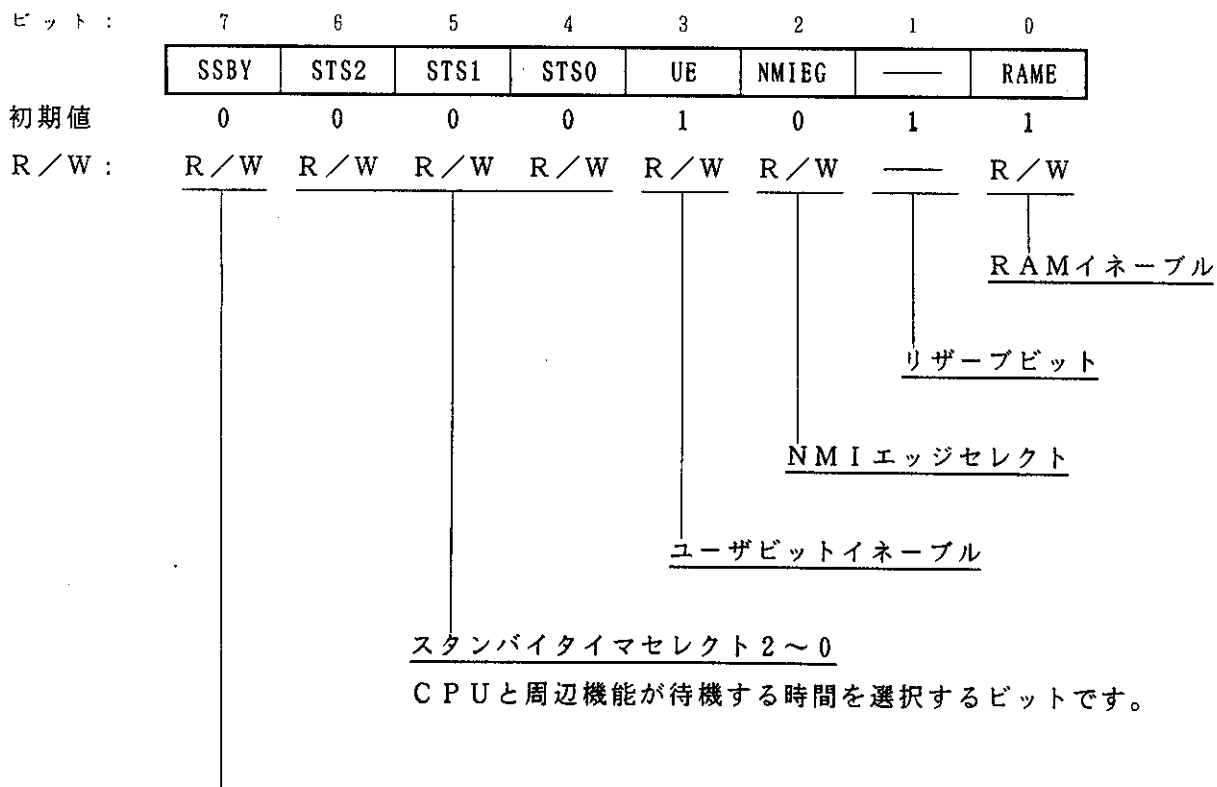 ビット： 7 6 5 4 3 2 1 0
SSBY STS2 STS1 STS0 UE NMIEG ── RAME
初期値 0 0 0 0 1 0 1 1
R／W： R／W R／W R／W R／W R／W R／W ── R／W
RAMイネーブル
リザーブビット
NMIエッジセレクト
ユーザビットイネーブル
スタンバイタイマセレクト2～0
CPUと周辺機能が待機する時間を選択するビットです。